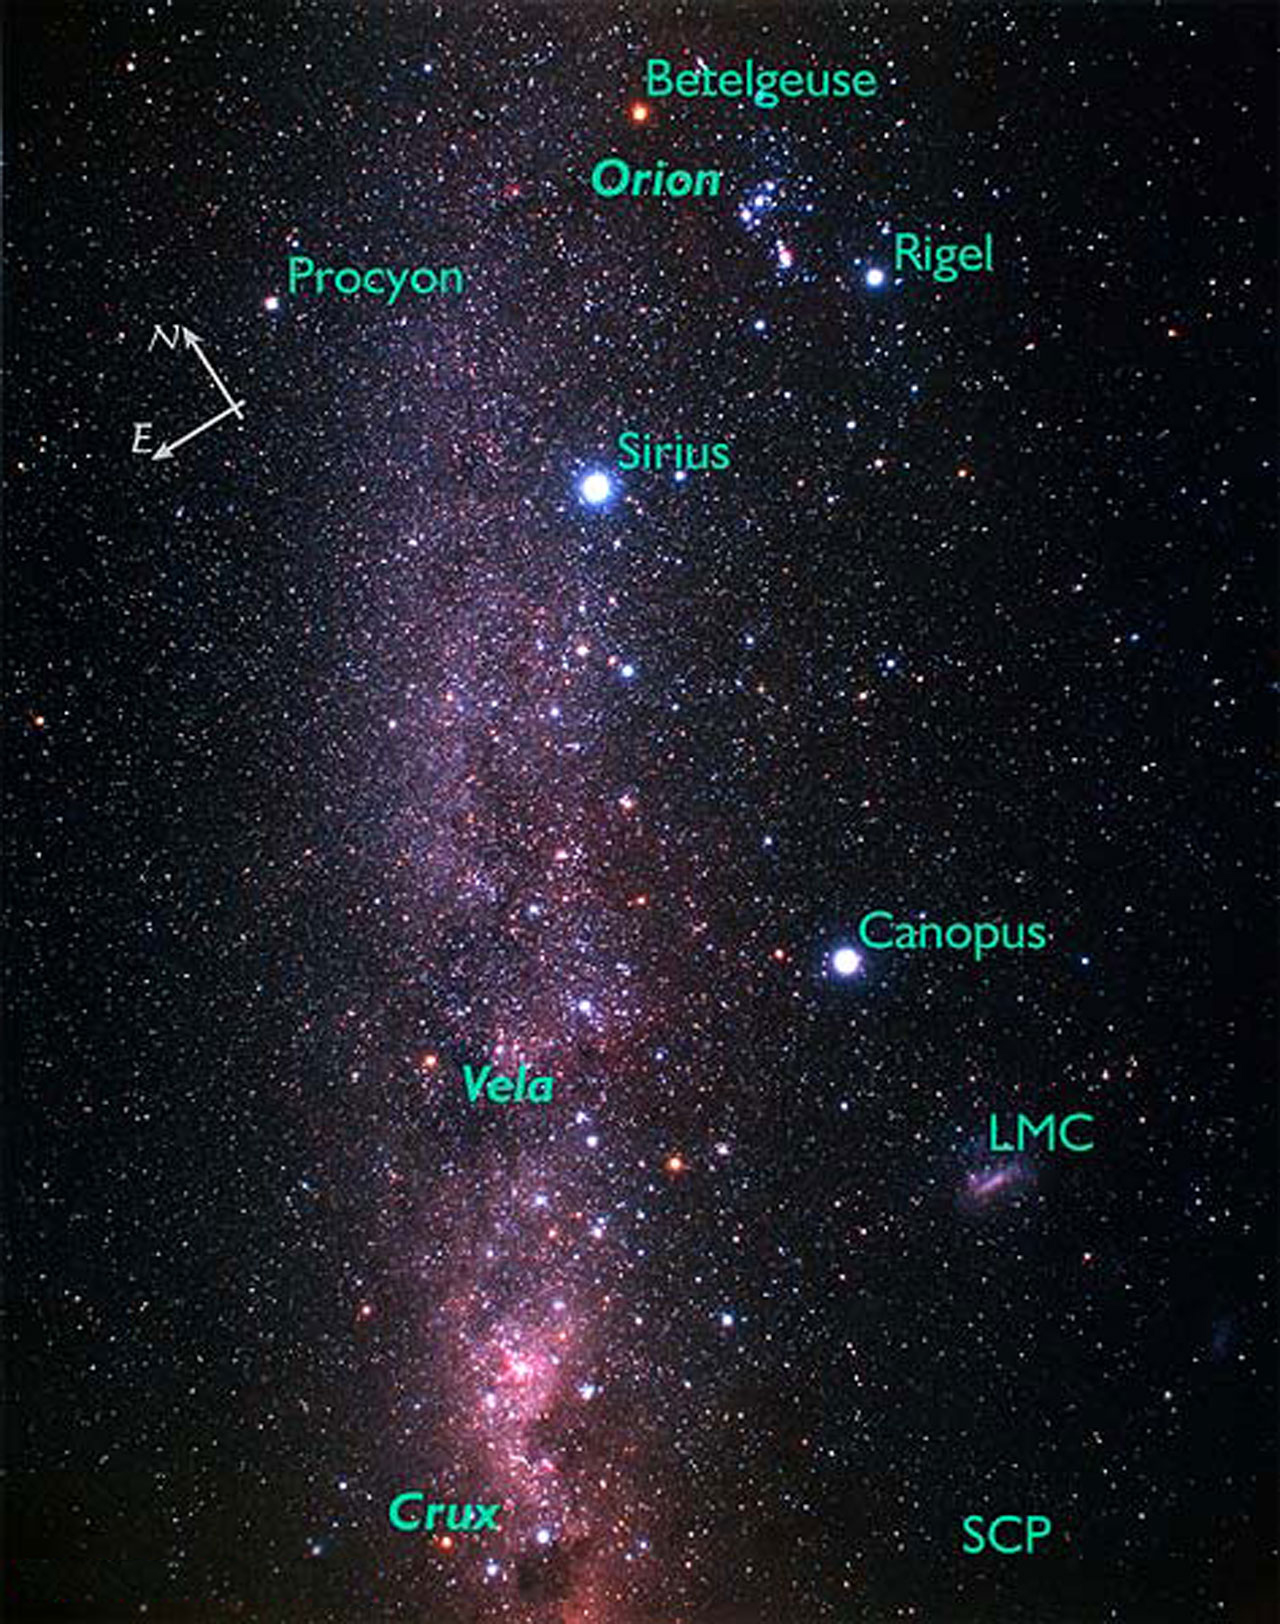 Betelgeuse
Orion
Rigel
Procyon
N
E
Sirius
Canopus
Vela
LMC
Crux
SCP